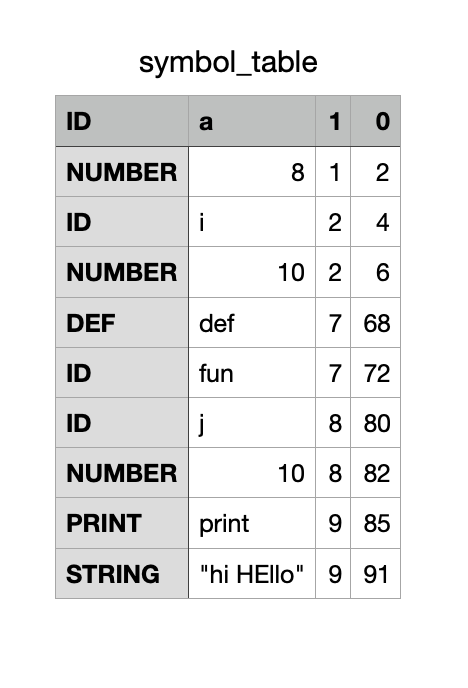 symbol_table
ID a 1 0
NUMBER 8 1 2
ID i 2 4
NUMBER 10 2 6
DEF def 7 68
ID fun 7 72
ID j 8 80
NUMBER 10 8 82
PRINT print 9 85
STRING "hi HEllo" 9 91